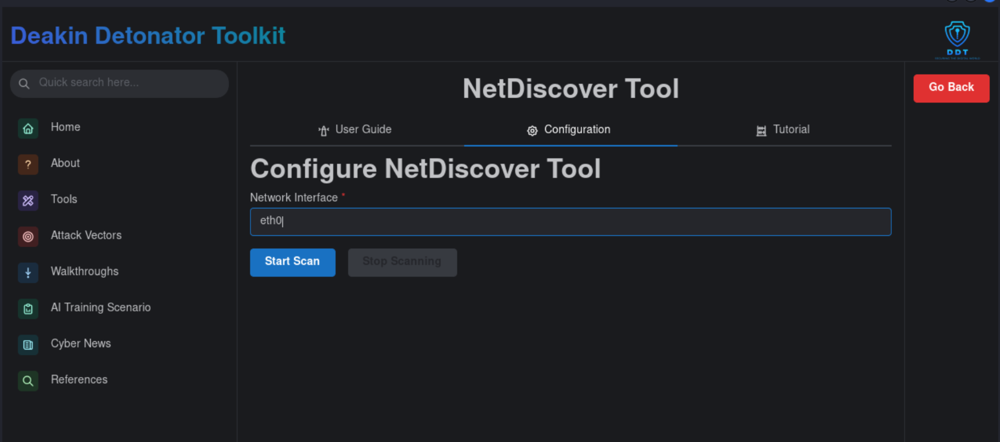 Deakin Detonator Toolkit
DDT
SECURING THE DIGITAL WORLD
Quick search here...
Home
About
?
Tools
Attack Vectors
Walkthroughs
AI Training Scenario
Cyber News
References
NetDiscover Tool
User Guide
Configuration
Tutorial
Configure NetDiscover Tool
Network Interface *
eth0
Start Scan
Stop Scanning
Go Back